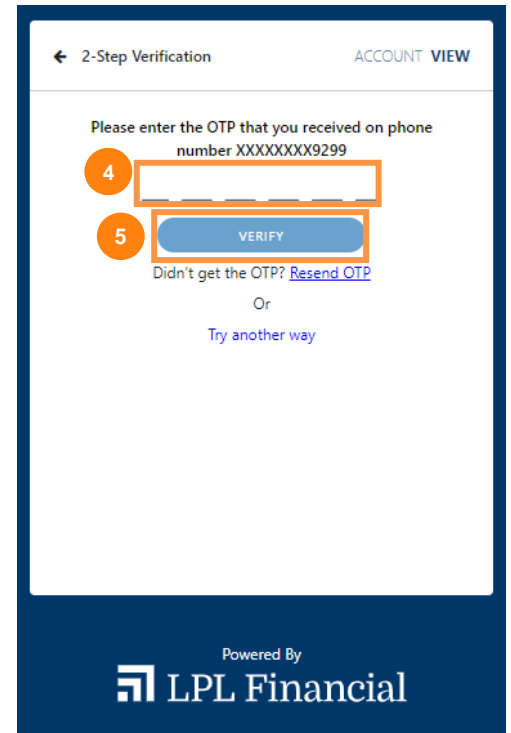 2-Step Verification ACCOUNT VIEW
Please enter the OTP that you received on phone
number XXXXXXXX9299
4
5 VERIFY
Didn't get the OTP? Resend OTP
Or
Try another way
Powered By
LPL Financial